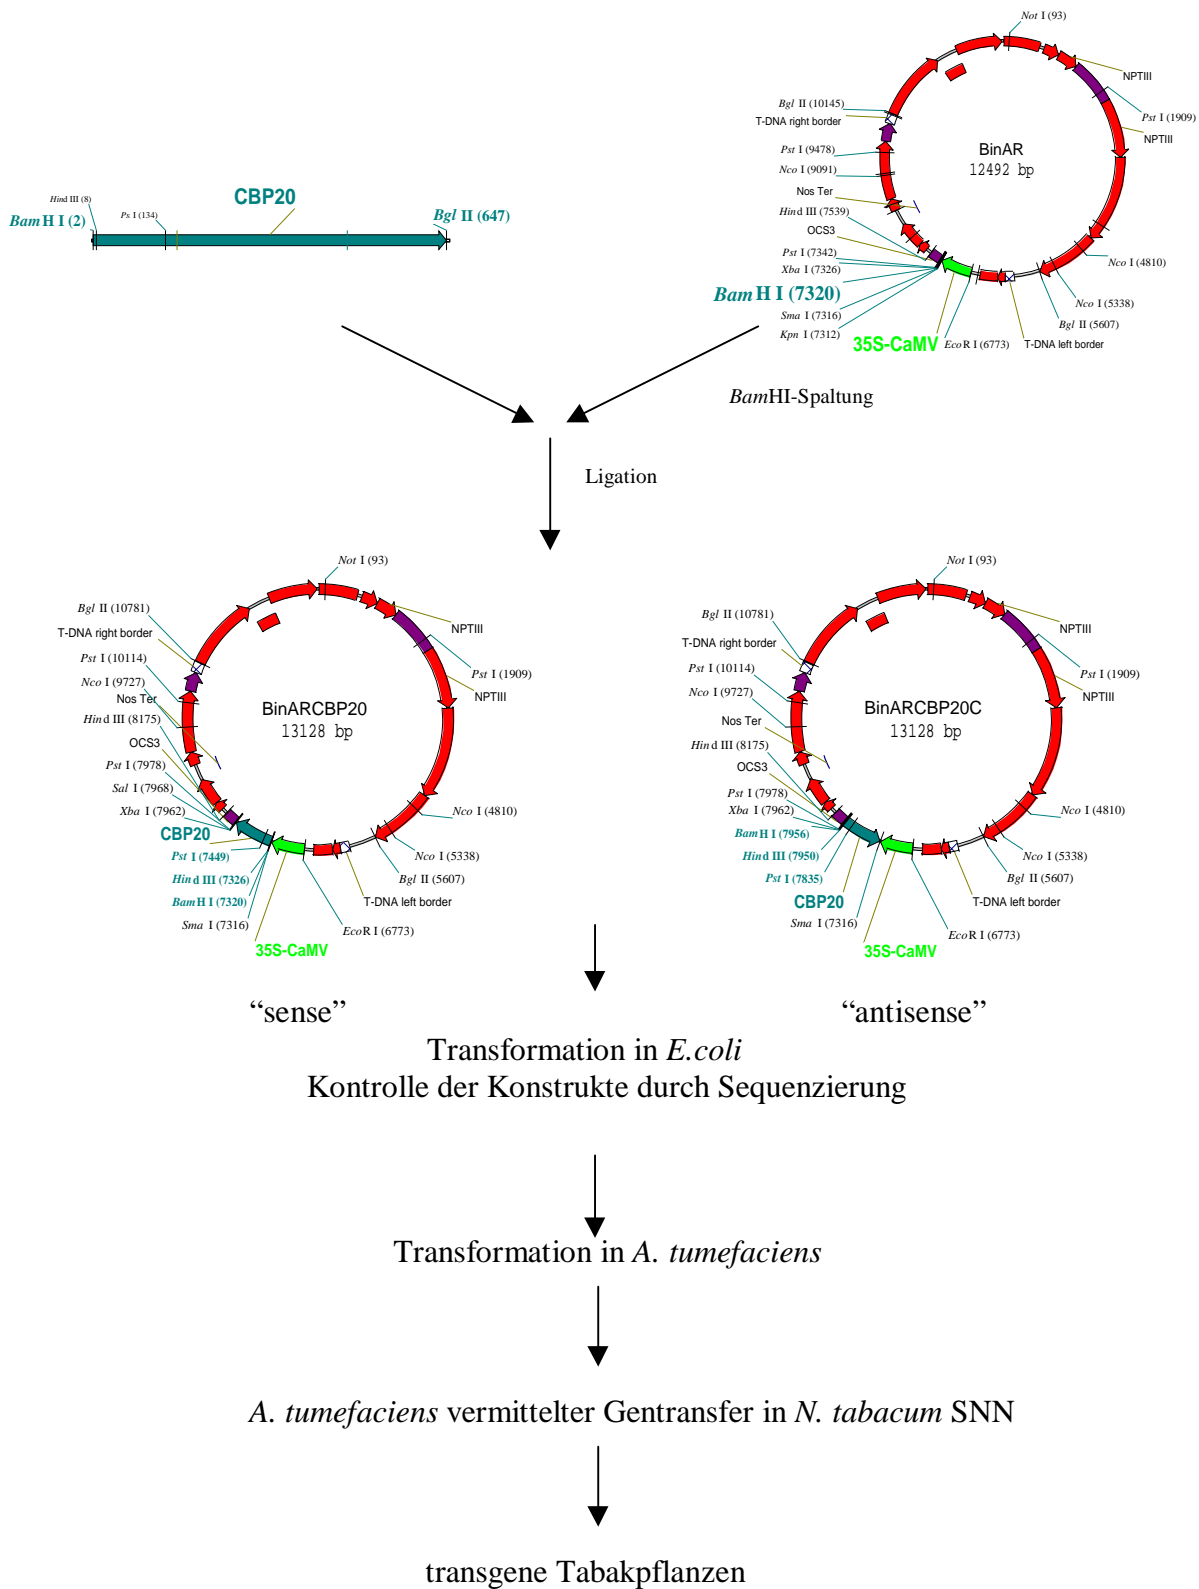 CBP20
Hind III (8)
BamH I (2)
Ps I (134)
Bgl II (647)
Not I (93)
NPTIII
Pst I (1909)
NPTIII
BinAR
12492 bp
Bgl II (10145)
T-DNA right border
Pst I (9478)
Nco I (9091)
Nos Ter
Hind III (7539)
OCS3
Pst I (7342)
Xba I (7326)
BamH I (7320)
Sma I (7316)
Kpn I (7312)
35S-CaMV
EcoR I (6773)
T-DNA left border
Bgl II (5607)
Nco I (5338)
Nco I (4810)
BamHI-Spaltung
Ligation
Not I (93)
NPTIII
Pst I (1909)
NPTIII
BinARCBP20
13128 bp
Bgl II (10781)
T-DNA right border
Pst I (10114)
Nco I (9727)
Nos Ter
Hind III (8175)
OCS3
Pst I (7978)
Sal I (7968)
Xba I (7962)
CBP20
Pst I (7449)
Hind III (7326)
BamH I (7320)
Sma I (7316)
35S-CaMV
EcoR I (6773)
T-DNA left border
Bgl II (5607)
Nco I (5338)
Nco I (4810)
Not I (93)
NPTIII
Pst I (1909)
NPTIII
BinARCBP20C
13128 bp
Bgl II (10781)
T-DNA right border
Pst I (10114)
Nco I (9727)
Nos Ter
Hind III (8175)
OCS3
Pst I (7978)
Xba I (7962)
BamH I (7956)
Hind III (7950)
Pst I (7835)
CBP20
Sma I (7316)
35S-CaMV
EcoR I (6773)
T-DNA left border
Bgl II (5607)
Nco I (5338)
Nco I (4810)
“sense”
“antisense”
Transformation in E.coli
Kontrolle der Konstrukte durch Sequenzierung
Transformation in A. tumefaciens
A. tumefaciens vermittelter Gentransfer in N. tabacum SNN
transgene Tabakpflanzen